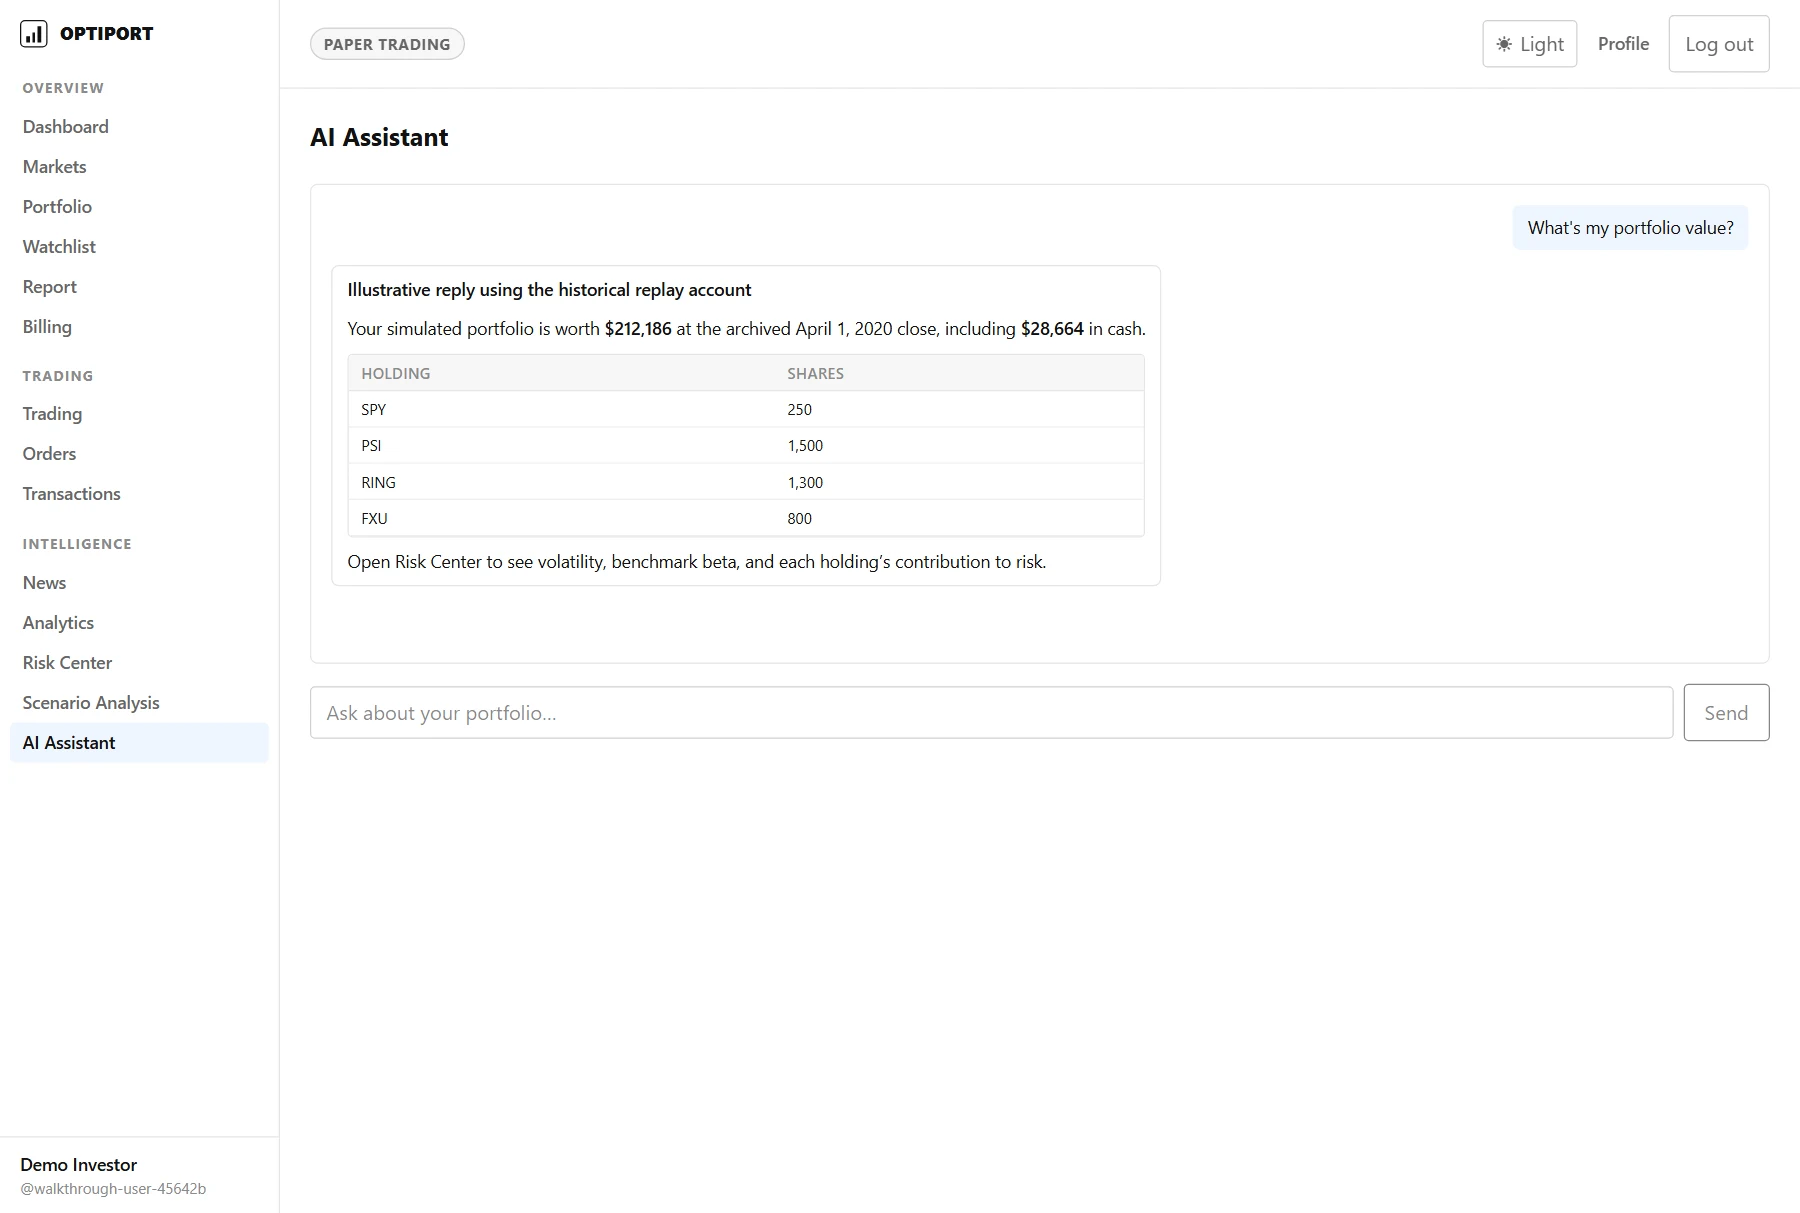 OPTIPORT
OVERVIEW
Dashboard
Markets
Portfolio
Watchlist
Report
Billing
TRADING
Trading
Orders
Transactions
INTELLIGENCE
News
Analytics
Risk Center
Scenario Analysis
AI Assistant
Demo Investor
@walkthrough-user-45642b
PAPER TRADING
Light
Profile
Log out
AI Assistant
What's my portfolio value?
Illustrative reply using the historical replay account
Your simulated portfolio is worth $212,186 at the archived April 1, 2020 close, including $28,664 in cash.
HOLDING SHARES
SPY 250
PSI 1,500
RING 1,300
FXU 800
Open Risk Center to see volatility, benchmark beta, and each holding’s contribution to risk.
Ask about your portfolio...
Send